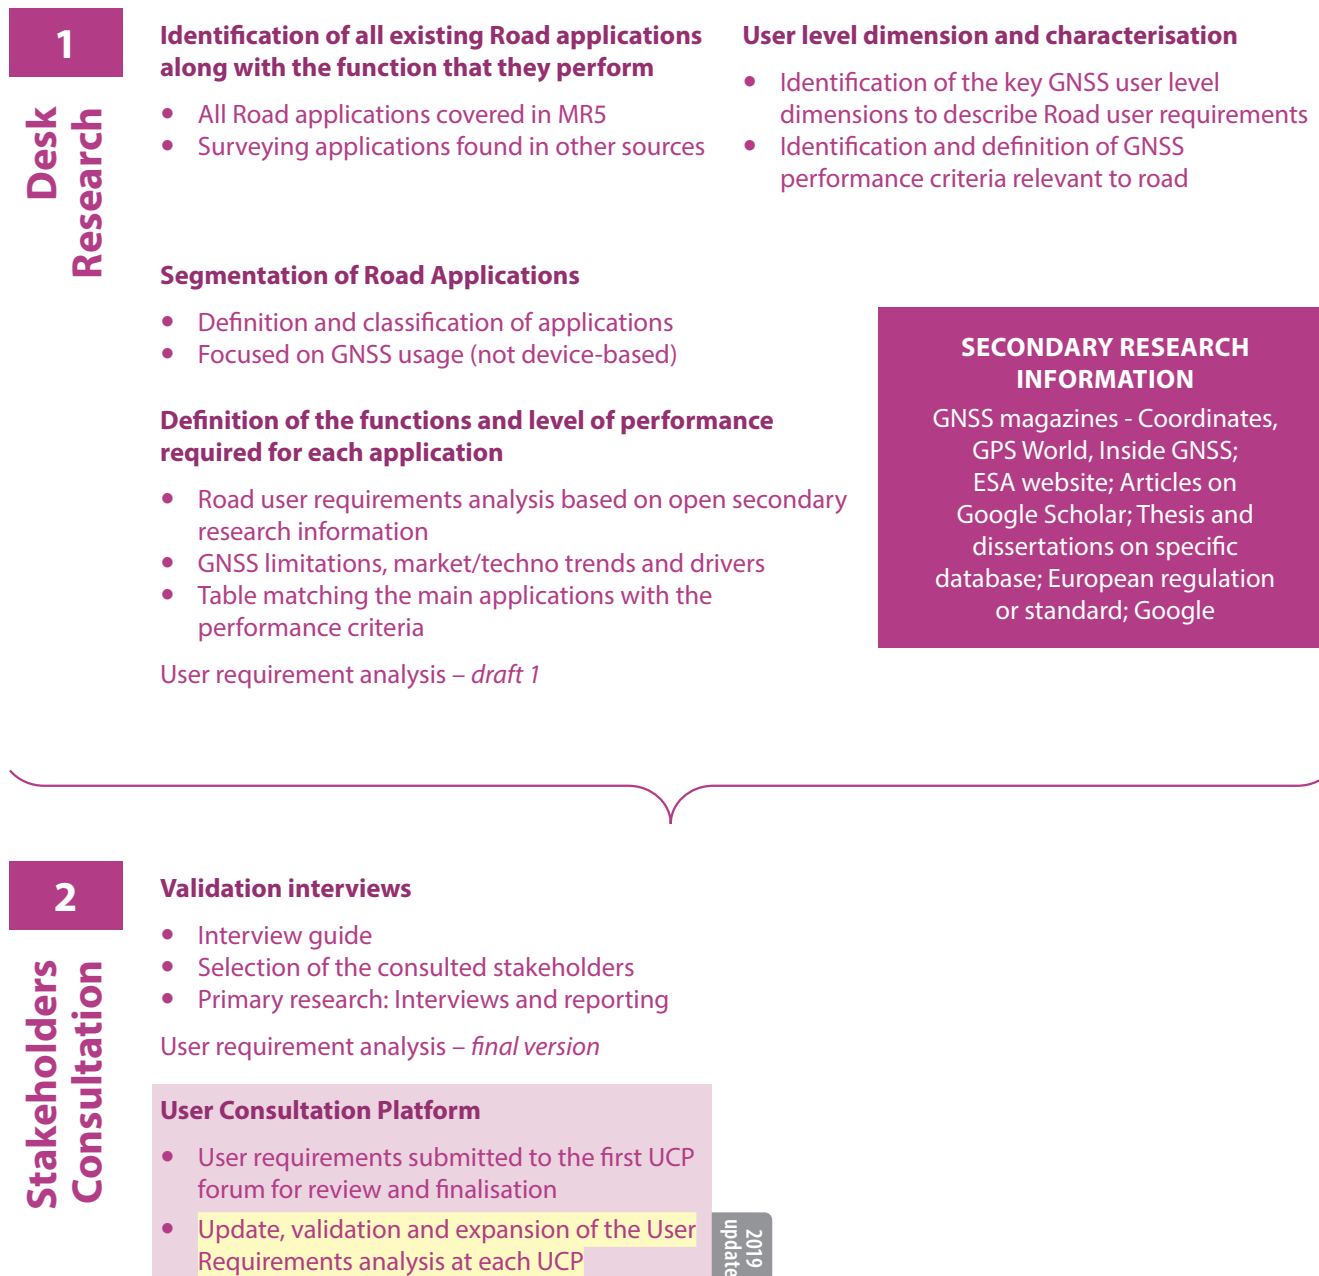 1
Desk
Research
Identification of all existing Road applications
along with the function that they perform
• All Road applications covered in MR5
• Surveying applications found in other sources
User level dimension and characterisation
• Identification of the key GNSS user level
dimensions to describe Road user requirements
• Identification and definition of GNSS
performance criteria relevant to road
Segmentation of Road Applications
• Definition and classification of applications
• Focused on GNSS usage (not device-based)
Definition of the functions and level of performance
required for each application
• Road user requirements analysis based on open secondary
research information
• GNSS limitations, market/techno trends and drivers
• Table matching the main applications with the
performance criteria
User requirement analysis – draft 1
SECONDARY RESEARCH
INFORMATION
GNSS magazines - Coordinates,
GPS World, Inside GNSS;
ESA website; Articles on
Google Scholar; Thesis and
dissertations on specific
database; European regulation
or standard; Google
2
Stakeholders
Consultation
Validation interviews
• Interview guide
• Selection of the consulted stakeholders
• Primary research: Interviews and reporting
User requirement analysis – final version
User Consultation Platform
• User requirements submitted to the first UCP
forum for review and finalisation
• Update, validation and expansion of the User
Requirements analysis at each UCP
2019
update